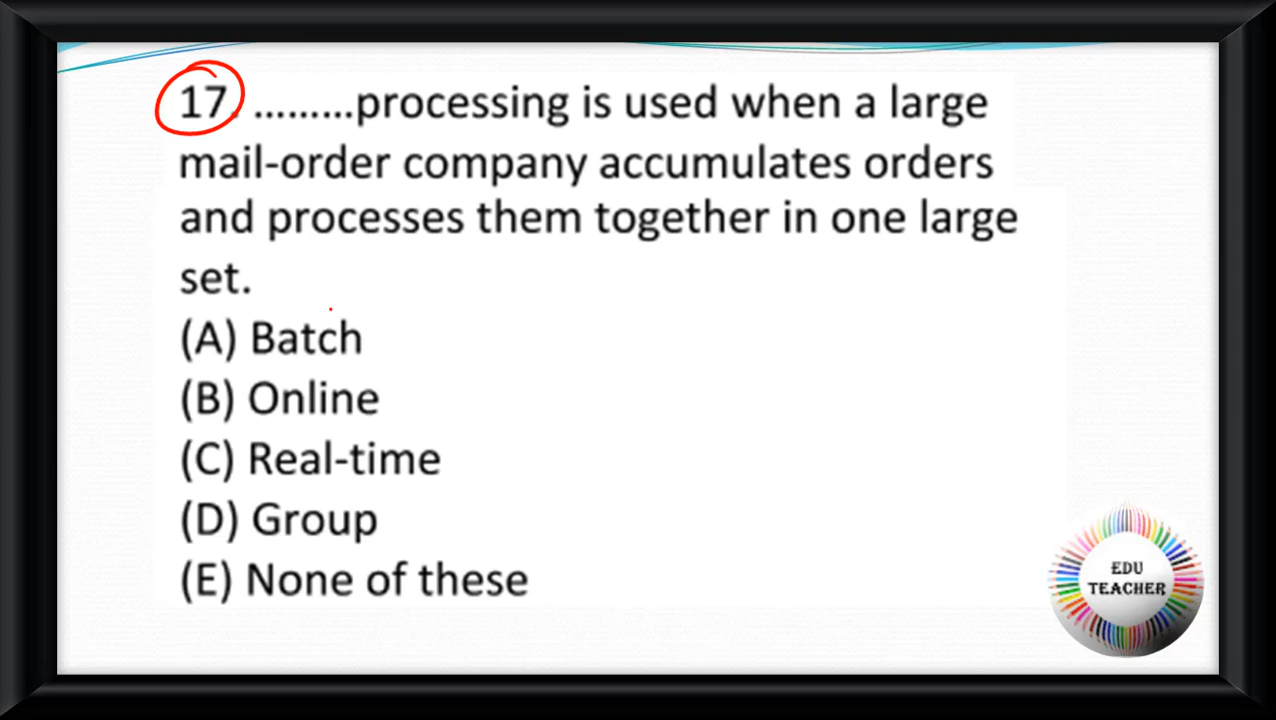 17. .........processing is used when a large
mail-order company accumulates orders
and processes them together in one large
set.
(A) Batch
(B) Online
(C) Real-time
(D) Group
(E) None of these
EDU
TEACHER